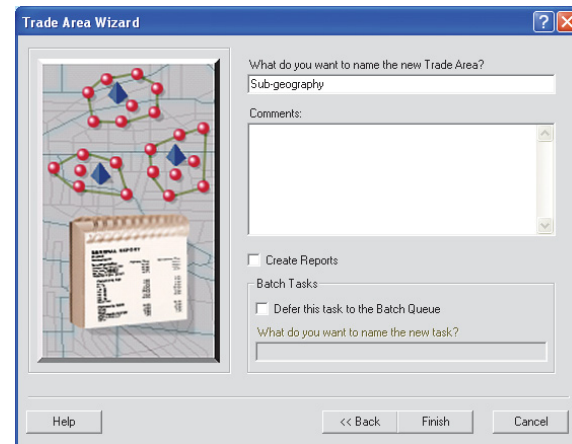 Trade Area Wizard
What do you want to name the new Trade Area?
Sub-geography
Comments:
Create Reports
Batch Tasks
Defer this task to the Batch Queue
What do you want to name the new task?
Help
<< Back
Finish
Cancel